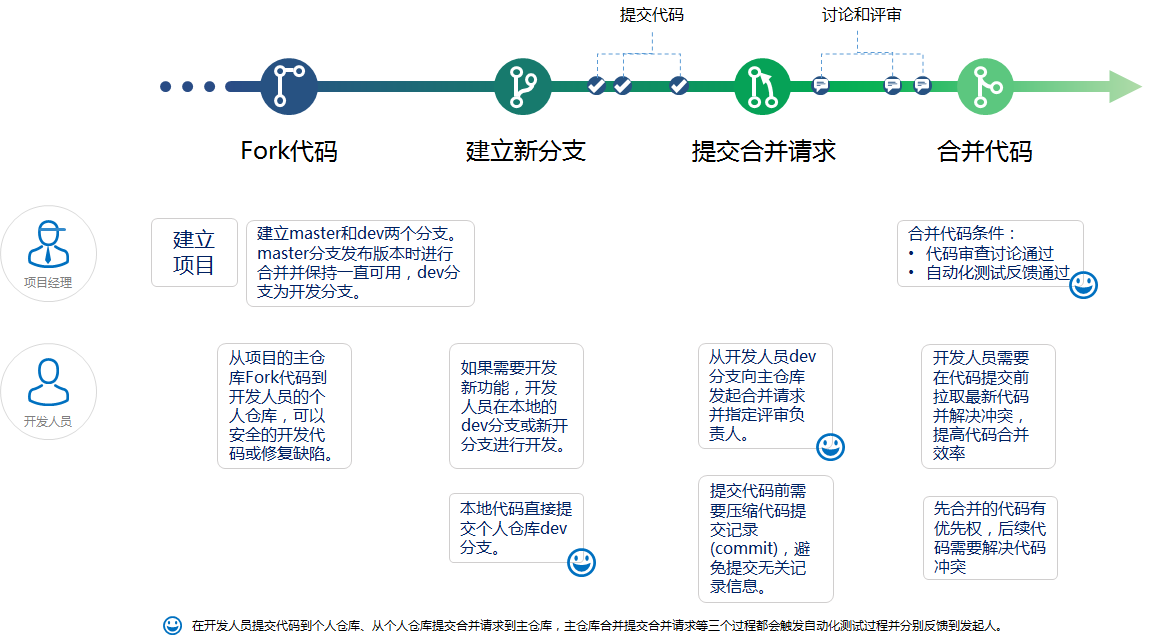 提交代码
讨论和评审
Fork代码
建立新分支
提交合并请求
合并代码
项目经理
建立
项目
建立master和dev两个分支。
master分支发布版本时进行
合并并保持一直可用，dev分
支为开发分支。
合并代码条件：
• 代码审查讨论通过
• 自动化测试反馈通过
开发人员
从项目的主仓
库Fork代码到
开发人员的个
人仓库，可以
安全的开发代
码或修复缺陷。
如果需要开发
新功能，开发
人员在本地的
dev分支或新开
分支进行开发。
从开发人员dev
分支向主仓库
发起合并请求
并指定评审负
责人。
开发人员需要
在代码提交前
拉取最新代码
并解决冲突，
提高代码合并
效率
本地代码直接提
交个人仓库dev
分支。
提交代码前需
要压缩代码提
交记录
(commit)，避
免提交无关记
录信息。
先合并的代码有
优先权，后续代
码需要解决代码
冲突
在开发人员提交代码到个人仓库、从个人仓库提交合并请求到主仓库，主仓库合并提交合并请求等三个过程都会触发自动化测试过程并分别反馈到发起人。